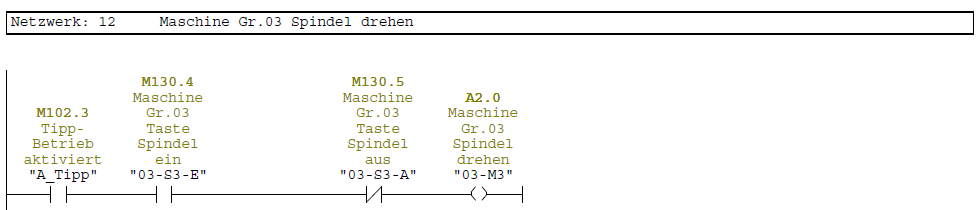 Netzwerk: 12     Maschine Gr.03 Spindel drehen
M102.3
Tipp-
Betrieb
aktiviert
"A_Tipp"
M130.4
Maschine
Gr.03
Taste
Spindel
ein
"03-S3-E"
M130.5
Maschine
Gr.03
Taste
Spindel
aus
"03-S3-A"
A2.0
Maschine
Gr.03
Spindel
drehen
"03-M3"